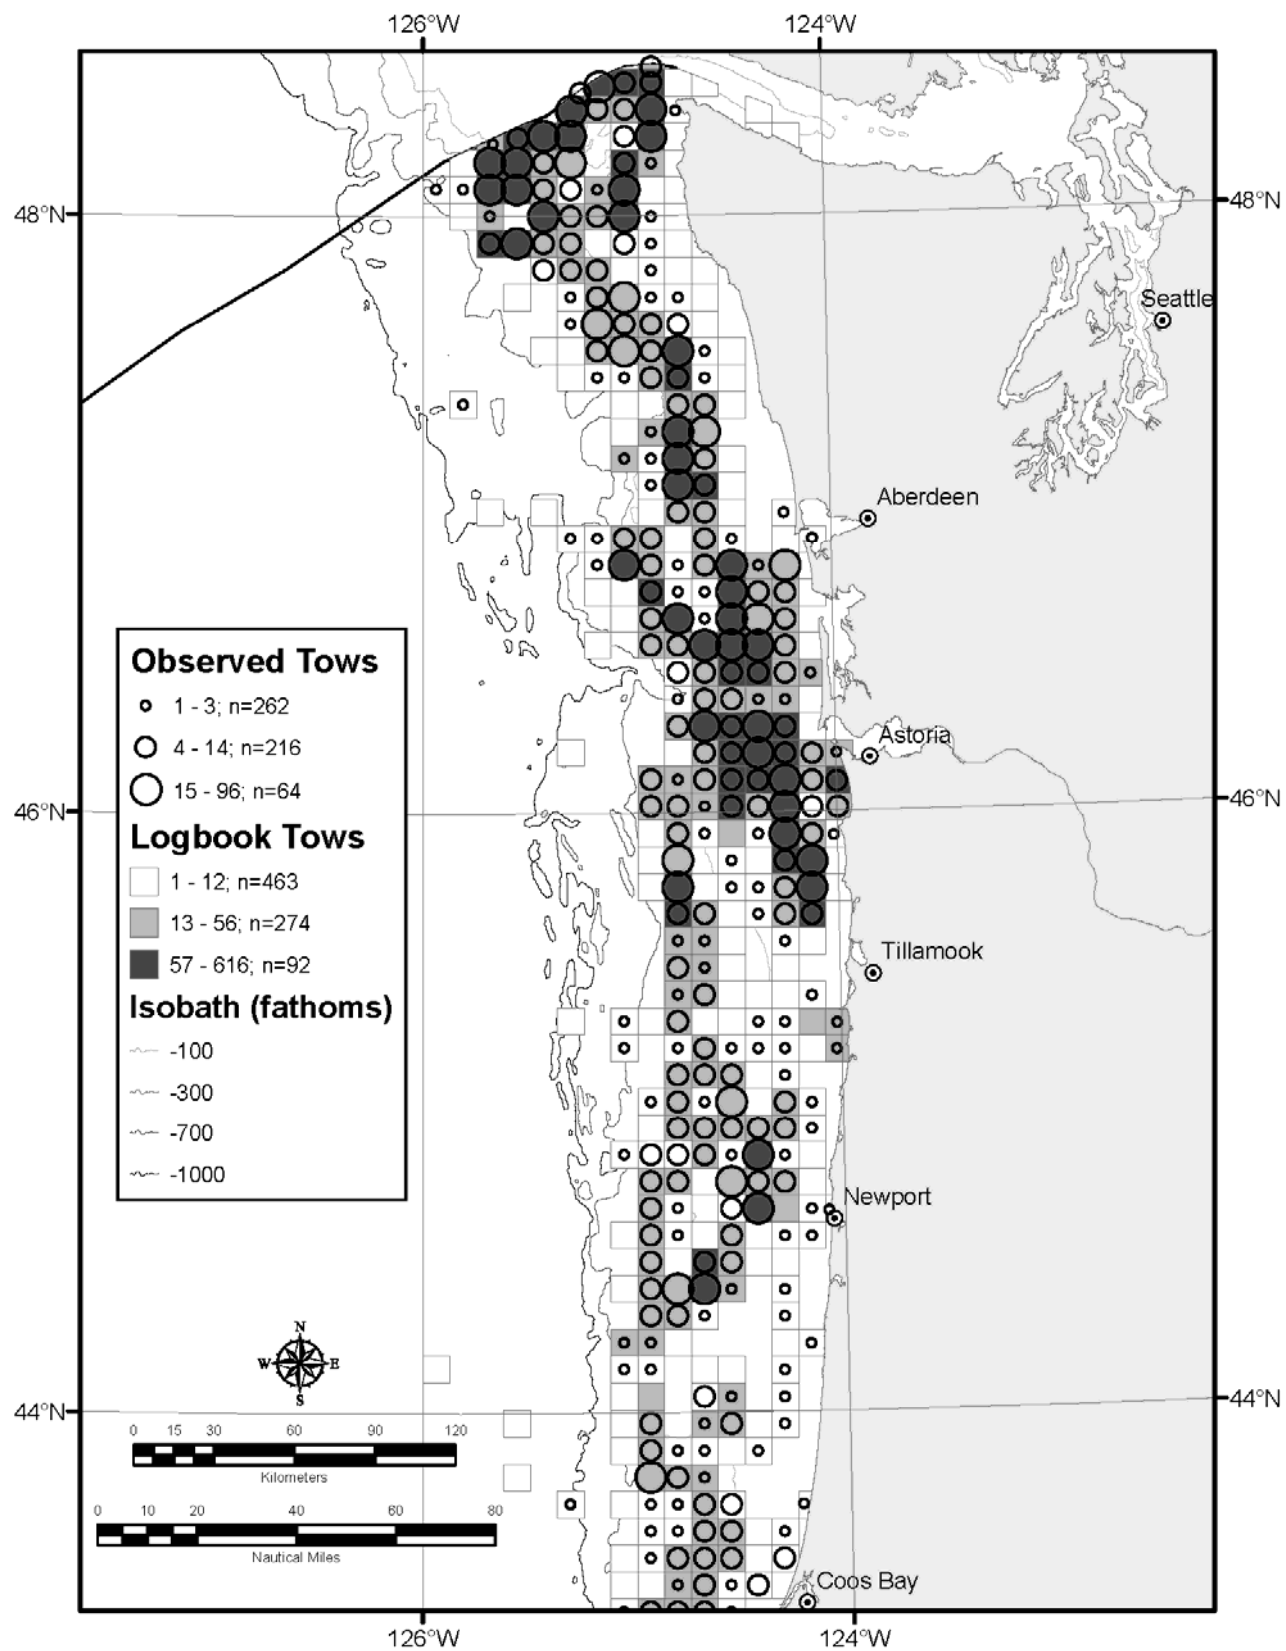 126°W 124°W
48°N 48°N
Seattle
Aberdeen
Observed Tows
1 - 3; n=262
4 - 14; n=216
15 - 96; n=64
Logbook Tows
1 - 12; n=463
13 - 56; n=274
57 - 616; n=92
Isobath (fathoms)
-100
-300
-700
-1000
Astoria
46°N 46°N
Tillamook
Newport
N
W E
S
44°N 44°N
0 15 30 60 90 120
Kilometers
0 10 20 40 60 80
Nautical Miles
Coos Bay
126°W 124°W